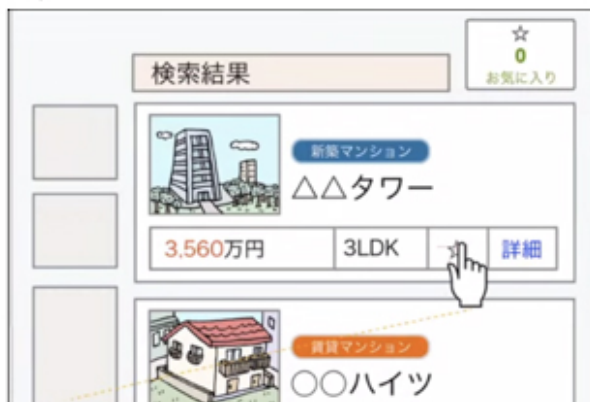 ☆
0
お気に入り
検索結果
新築マンション
△△タワー
3,560万円 3LDK ☆ 詳細
賃貸マンション
○○ハイツ